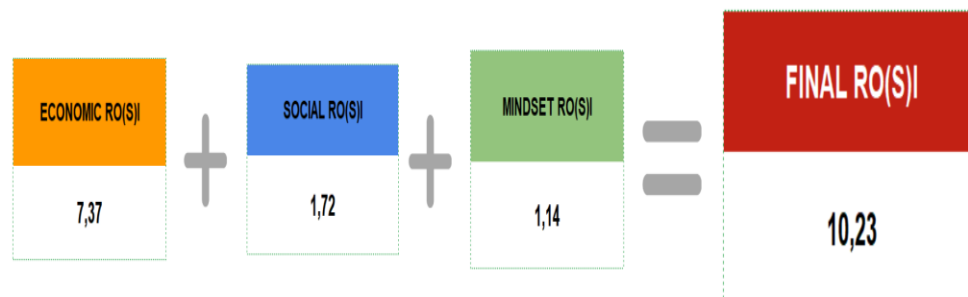 ECONOMIC RO(S)I
7,37
SOCIAL RO(S)I
1,72
MINDSET RO(S)I
1,14
FINAL RO(S)I
10,23